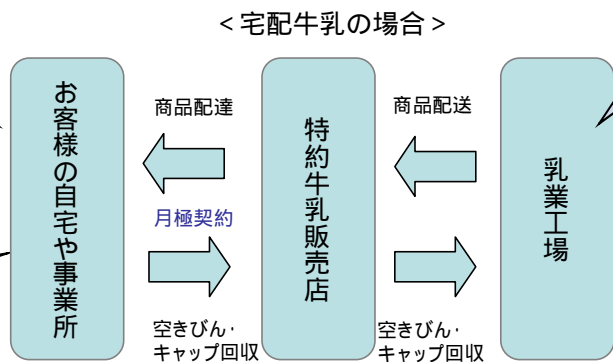 ＜宅配牛乳の場合＞
お客様の自宅や事業所
商品配達
月極契約
空きびん・
キャップ回収
特約牛乳販売店
商品配送
空きびん・
キャップ回収
乳業工場